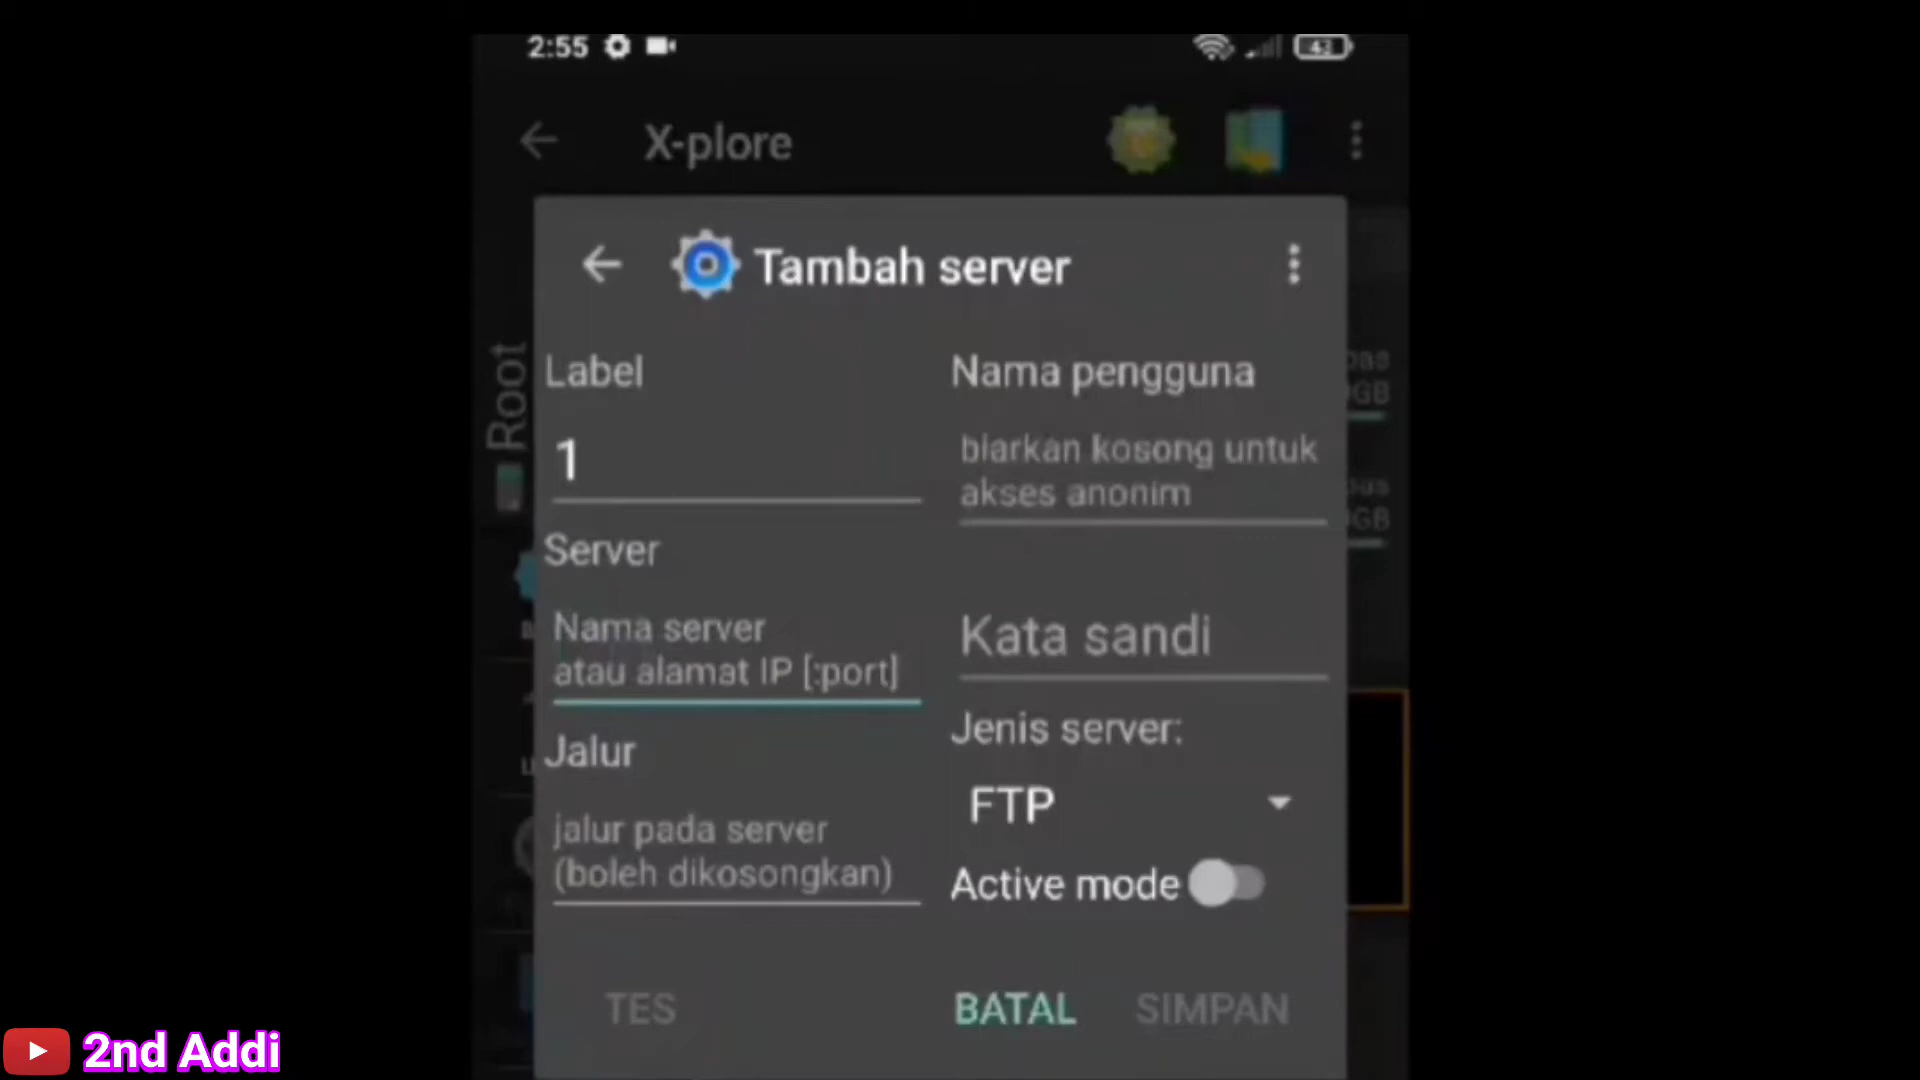 2:55
43
X-plore
Root
Tambah server
Label
1
Nama pengguna
biarkan kosong untuk
akses anonim
Server
Nama server
atau alamat IP [:port]
Kata sandi
Jalur
jalur pada server
(boleh dikosongkan)
Jenis server:
FTP
Active mode
TES
BATAL
SIMPAN
2nd Addi